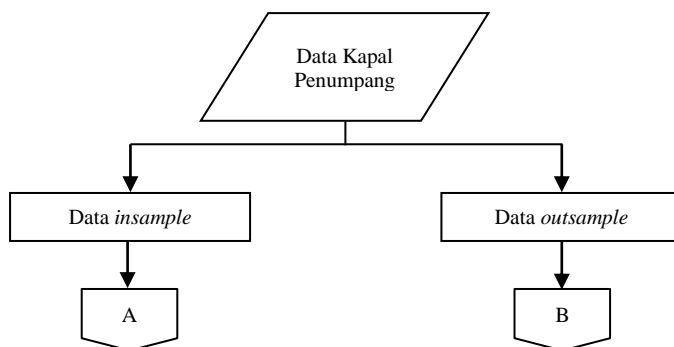 Data Kapal
Penumpang
Data insample
Data outsample
A
B